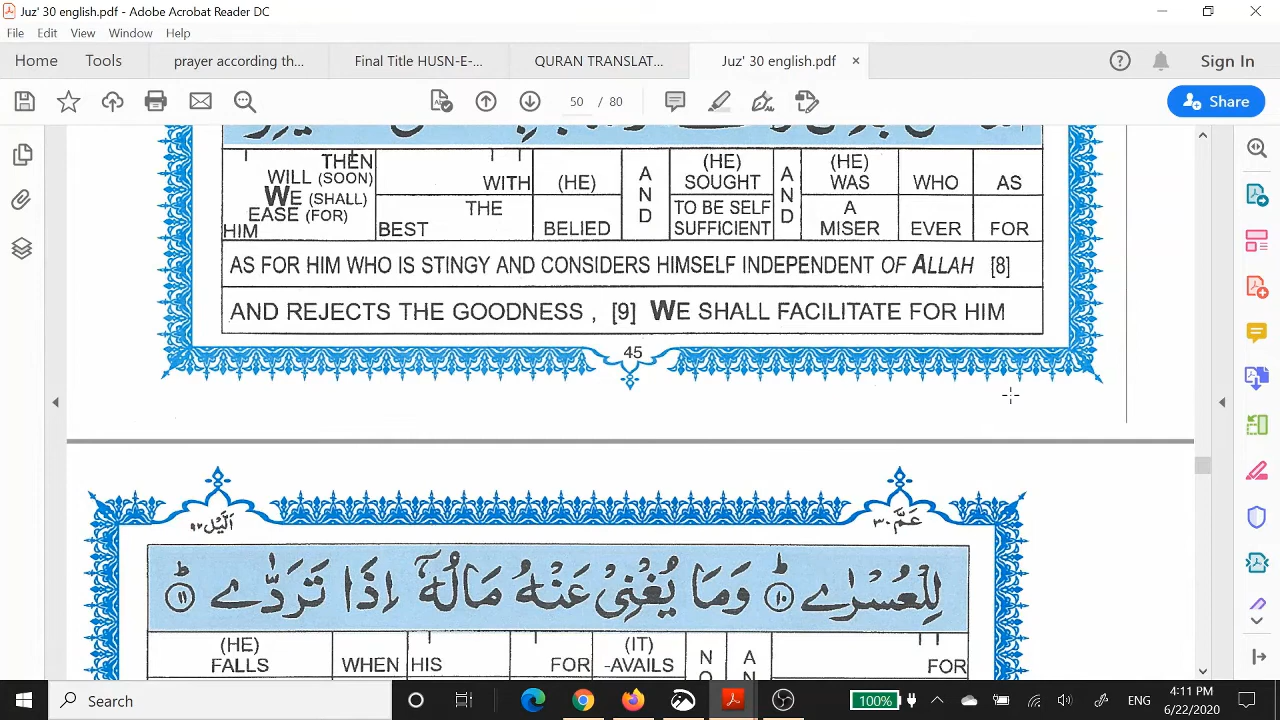 Juz' 30 english.pdf - Adobe Acrobat Reader DC
File Edit View Window Help
Home Tools prayer according th... Final Title HUSN-E-... QURAN TRANSLAT... Juz' 30 english.pdf × Sign In
50 / 80 Share
THEN WILL (SOON) WE (SHALL) EASE (FOR) HIM
WITH THE BEST
(HE) BELIED
AND
(HE) SOUGHT TO BE SELF SUFFICIENT
AND
(HE) WAS A MISER
WHO EVER
AS FOR
AS FOR HIM WHO IS STINGY AND CONSIDERS HIMSELF INDEPENDENT OF ALLAH [8]
AND REJECTS THE GOODNESS , [9] WE SHALL FACILITATE FOR HIM
45
اَلَّيْل ٩٢
عَمَّ ٣٠
لِلْعُسْرٰے ﴿١٠﴾ وَمَا يُغْنِىْ عَنْهُ مَالُهٗۤ اِذَا تَرَدّٰے ﴿١١﴾
(HE) FALLS
WHEN
HIS
FOR
(IT) -AVAILS
FOR
Search
100% ENG 4:11 PM
6/22/2020